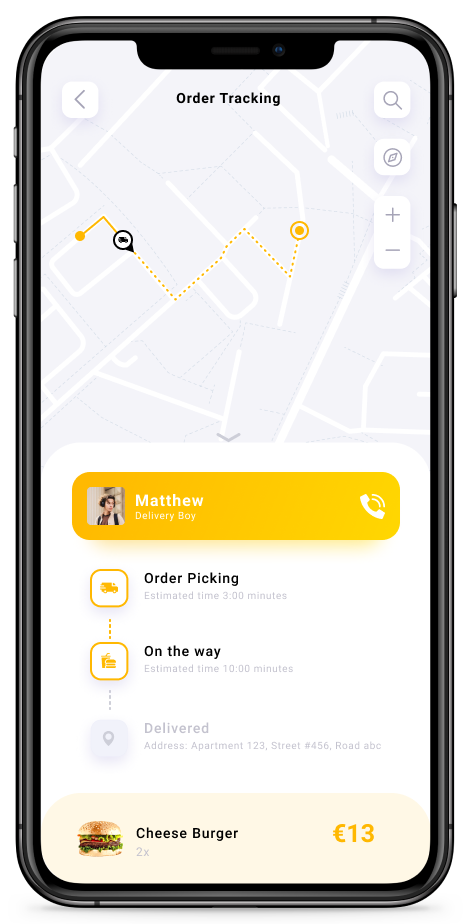 Order Tracking
Matthew
Delivery Boy
Order Picking
Estimated time 3:00 minutes
On the way
Estimated time 10:00 minutes
Delivered
Address: Apartment 123, Street #456, Road abc
Cheese Burger
€13
2x